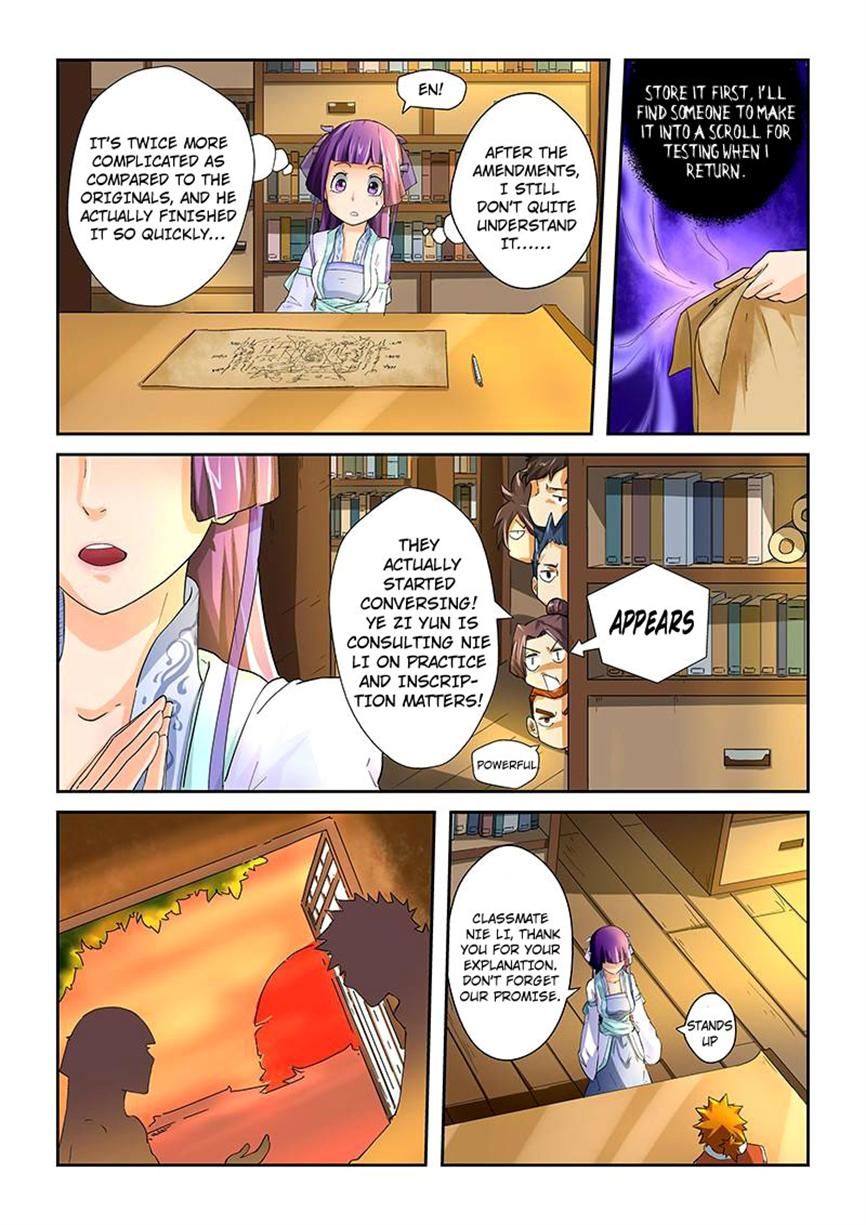 IT'S TWICE MORE
COMPLICATED AS
COMPARED TO THE
ORIGINALS, AND HE
ACTUALLY FINISHED
IT SO QUICKLY...
EN!
AFTER THE
AMENDMENTS,
I STILL
DON'T QUITE
UNDERSTAND
IT......
STORE IT FIRST, I'LL
FIND SOMEONE TO MAKE
IT INTO A SCROLL FOR
TESTING WHEN I
RETURN.
THEY
ACTUALLY
STARTED
CONVERSING!
YE ZI YUN IS
CONSULTING NIE
LI ON PRACTICE
AND INSCRIP-
TION MATTERS!
APPEARS
POWERFUL
CLASSMATE
NIE LI, THANK
YOU FOR YOUR
EXPLANATION.
DON'T FORGET
OUR PROMISE.
STANDS
UP